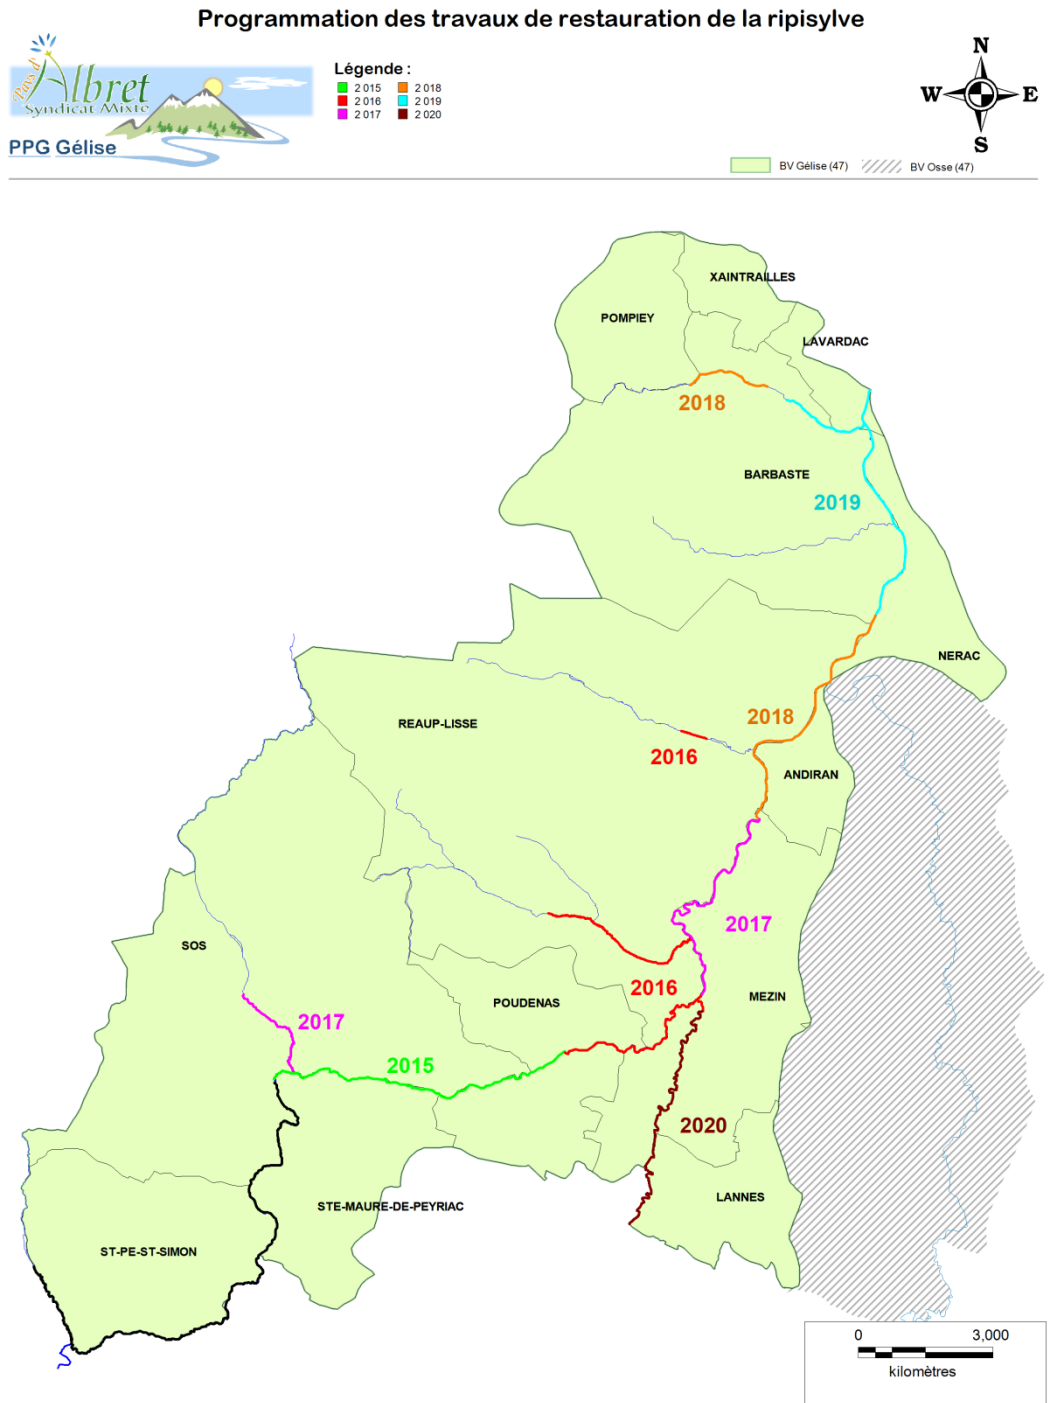 Programmation des travaux de restauration de la ripisylve
Pays d'
Albret
Syndicat Mixte
PPG Gélise
Légende :
2 015
2 018
2 016
2 019
2 017
2 020
N
W
E
S
BV Gélise (47)
BV Osse (47)
XAINTRAILLES
POMPIEY
LAVARDAC
2018
BARBASTE
2019
NERAC
2018
REAUP-LISSE
2016
ANDIRAN
2017
SOS
2016
MEZIN
POUDENAS
2017
2015
2020
LANNES
STE-MAURE-DE-PEYRIAC
ST-PE-ST-SIMON
0 3,000
kilomètres